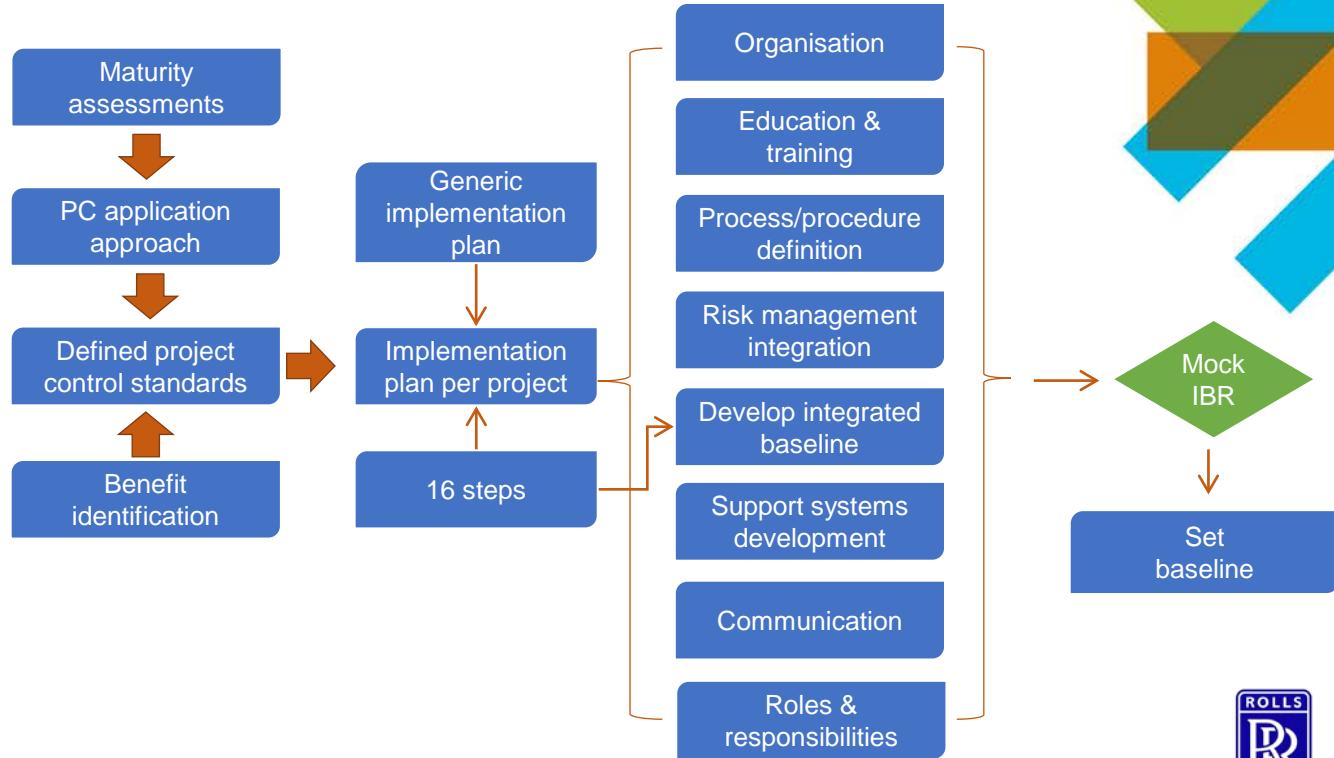 Maturity
assessments
PC application
approach
Defined project
control standards
Benefit
identification
Generic
implementation
plan
Implementation
plan per project
16 steps
Organisation
Education &
training
Process/procedure
definition
Risk management
integration
Develop integrated
baseline
Support systems
development
Communication
Roles &
responsibilities
Mock
IBR
Set
baseline
ROLLS
RR